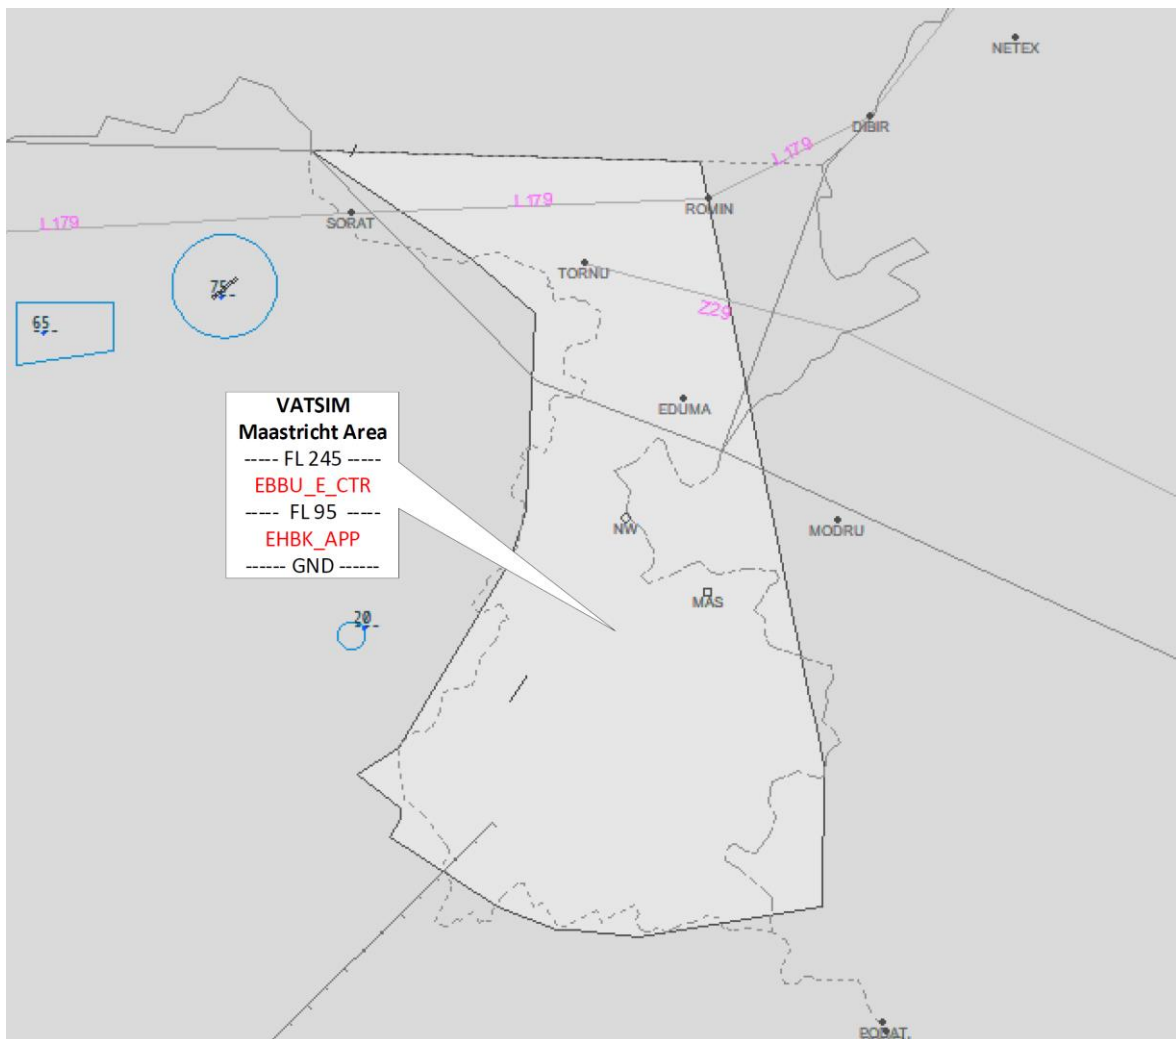 NETEX
DIBIR
L179
L179
ROMIN
L179
SORAT
TORNU
75
Z29
65
VATSIM
Maastricht Area
----- FL 245 -----
EBBU_E_CTR
----- FL 95 -----
EHBK_APP
------ GND ------
EDUMA
NW
MODRU
MAS
20